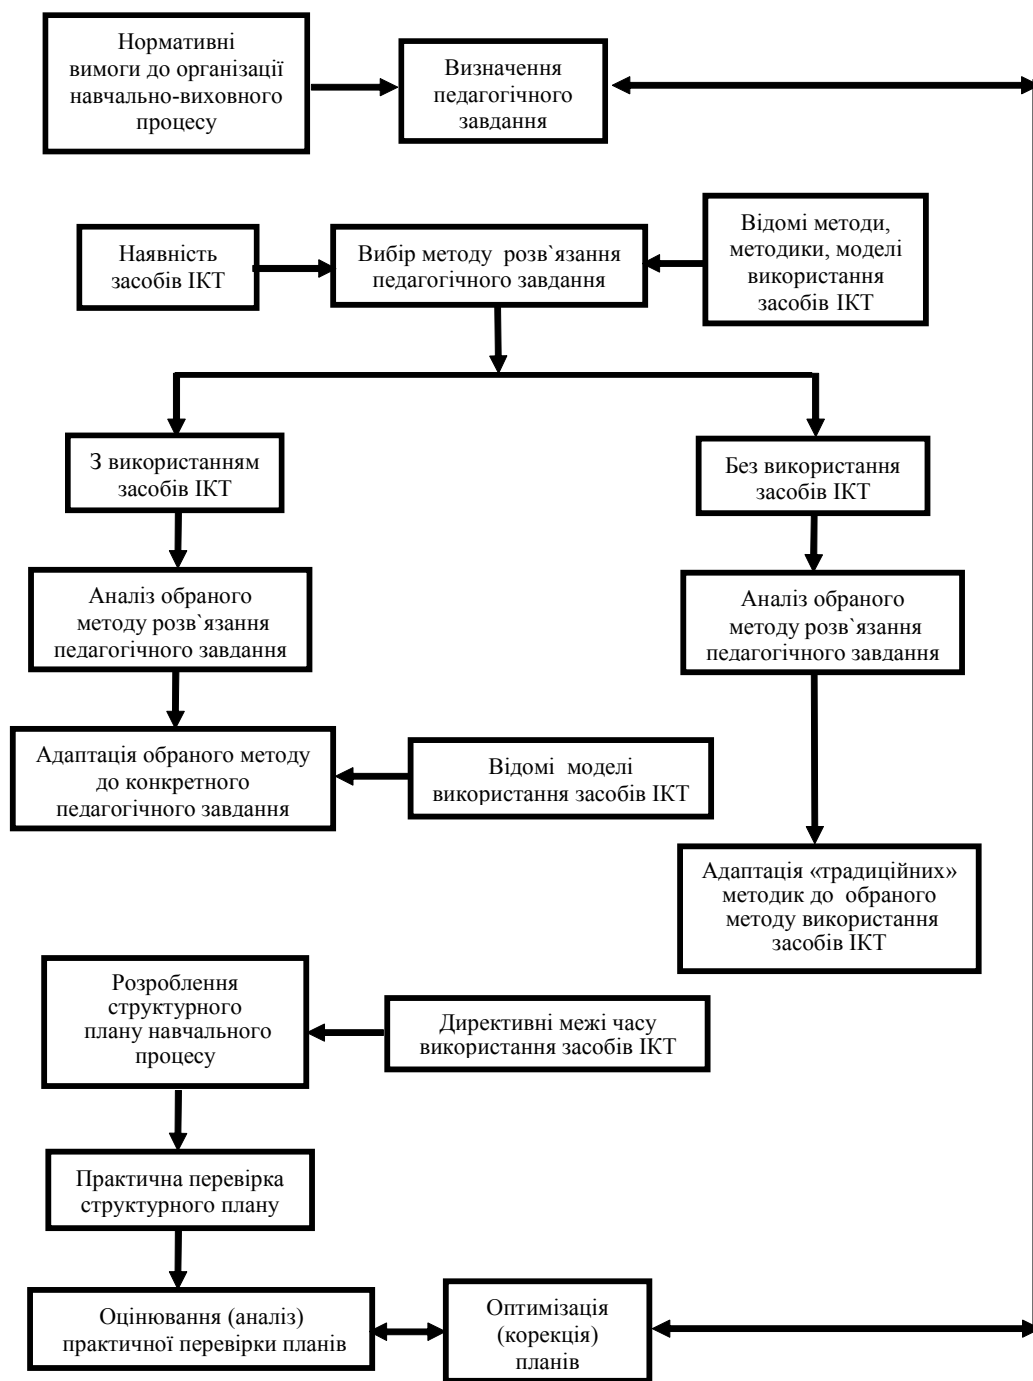 Нормативні
вимоги до організації
навчально-виховного
процесу
Визначення
педагогічного
завдання
Наявність
засобів ІКТ
Вибір методу розв`язання
педагогічного завдання
Відомі методи,
методики, моделі
використання
засобів ІКТ
З використанням
засобів ІКТ
Без використання
засобів ІКТ
Аналіз обраного
методу розв`язання
педагогічного завдання
Аналіз обраного
методу розв`язання
педагогічного завдання
Адаптація обраного методу
до конкретного
педагогічного завдання
Відомі моделі
використання засобів ІКТ
Адаптація «традиційних»
методик до обраного
методу використання
засобів ІКТ
Розроблення
структурного
плану навчального
процесу
Директивні межі часу
використання засобів ІКТ
Практична перевірка
структурного плану
Оцінювання (аналіз)
практичної перевірки планів
Оптимізація
(корекція)
планів